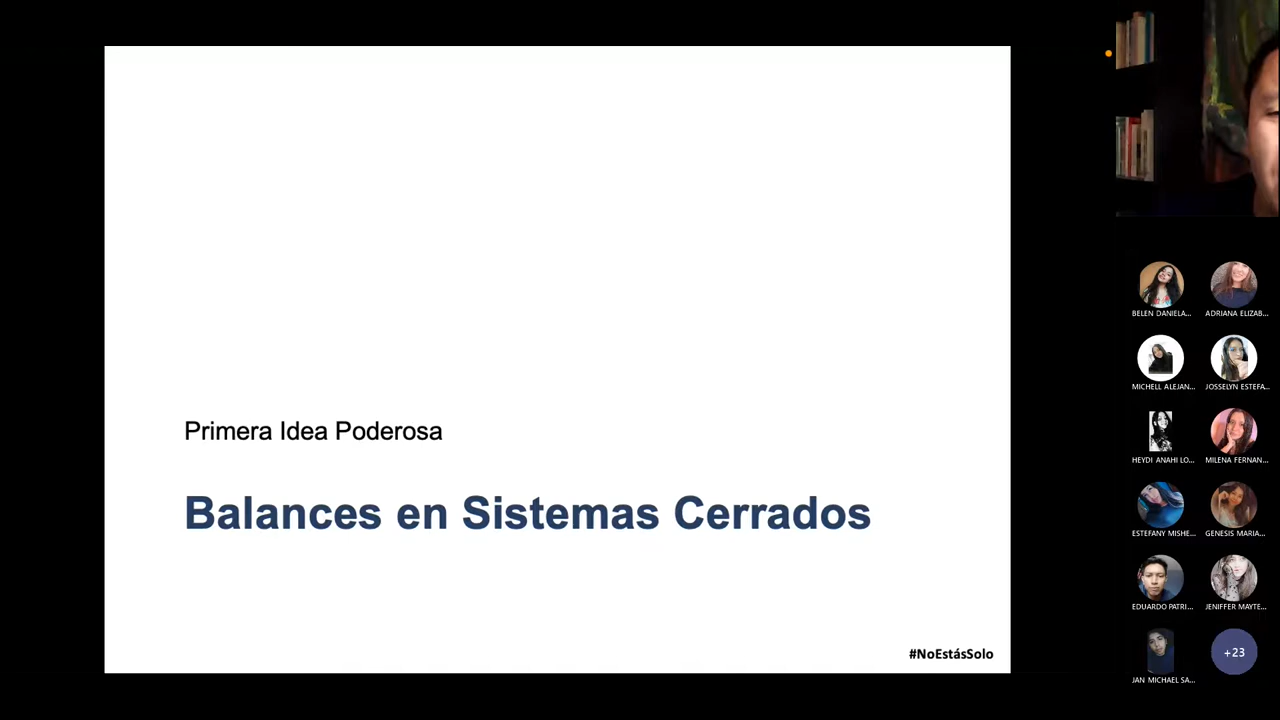 Primera Idea Poderosa
Balances en Sistemas Cerrados
#NoEstásSolo
BELEN DANIELA...
ADRIANA ELIZAB...
MICHELL ALEJAN...
JOSSELYN ESTEFA...
HEYDI ANAHI LO...
MILENA FERNAN...
ESTEFANY MISHE...
GENESIS MARIA...
EDUARDO PATRI...
JENIFFER MAYTE...
JAN MICHAEL SA...
+23